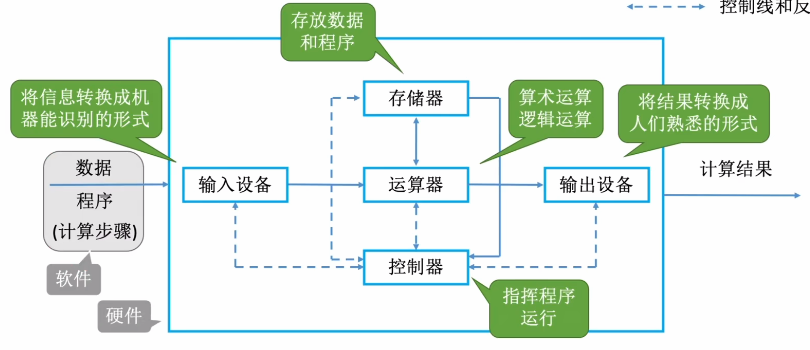 控制线和反
存放数据
和程序
将信息转换成机
器能识别的形式
存储器
算术运算
逻辑运算
将结果转换成
人们熟悉的形式
数据
程序
(计算步骤)
输入设备
运算器
输出设备
计算结果
软件
控制器
硬件
指挥程序
运行